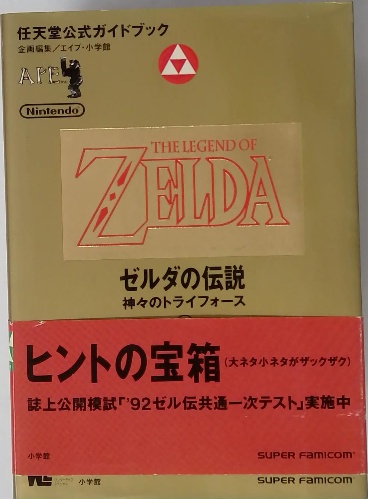 任天堂公式ガイドブック
企画編集/エイプ・小学館
APE
Nintendo
THE LEGEND OF
ZELDA
ゼルダの伝説
神々のトライフォース
ヒントの宝箱(大ネタ小ネタがザックザク)
誌上公開模試「'92ゼル伝共通一次テスト」実施中
小学館
SUPER FAMICOM
小学館
SUPER FAMICOM